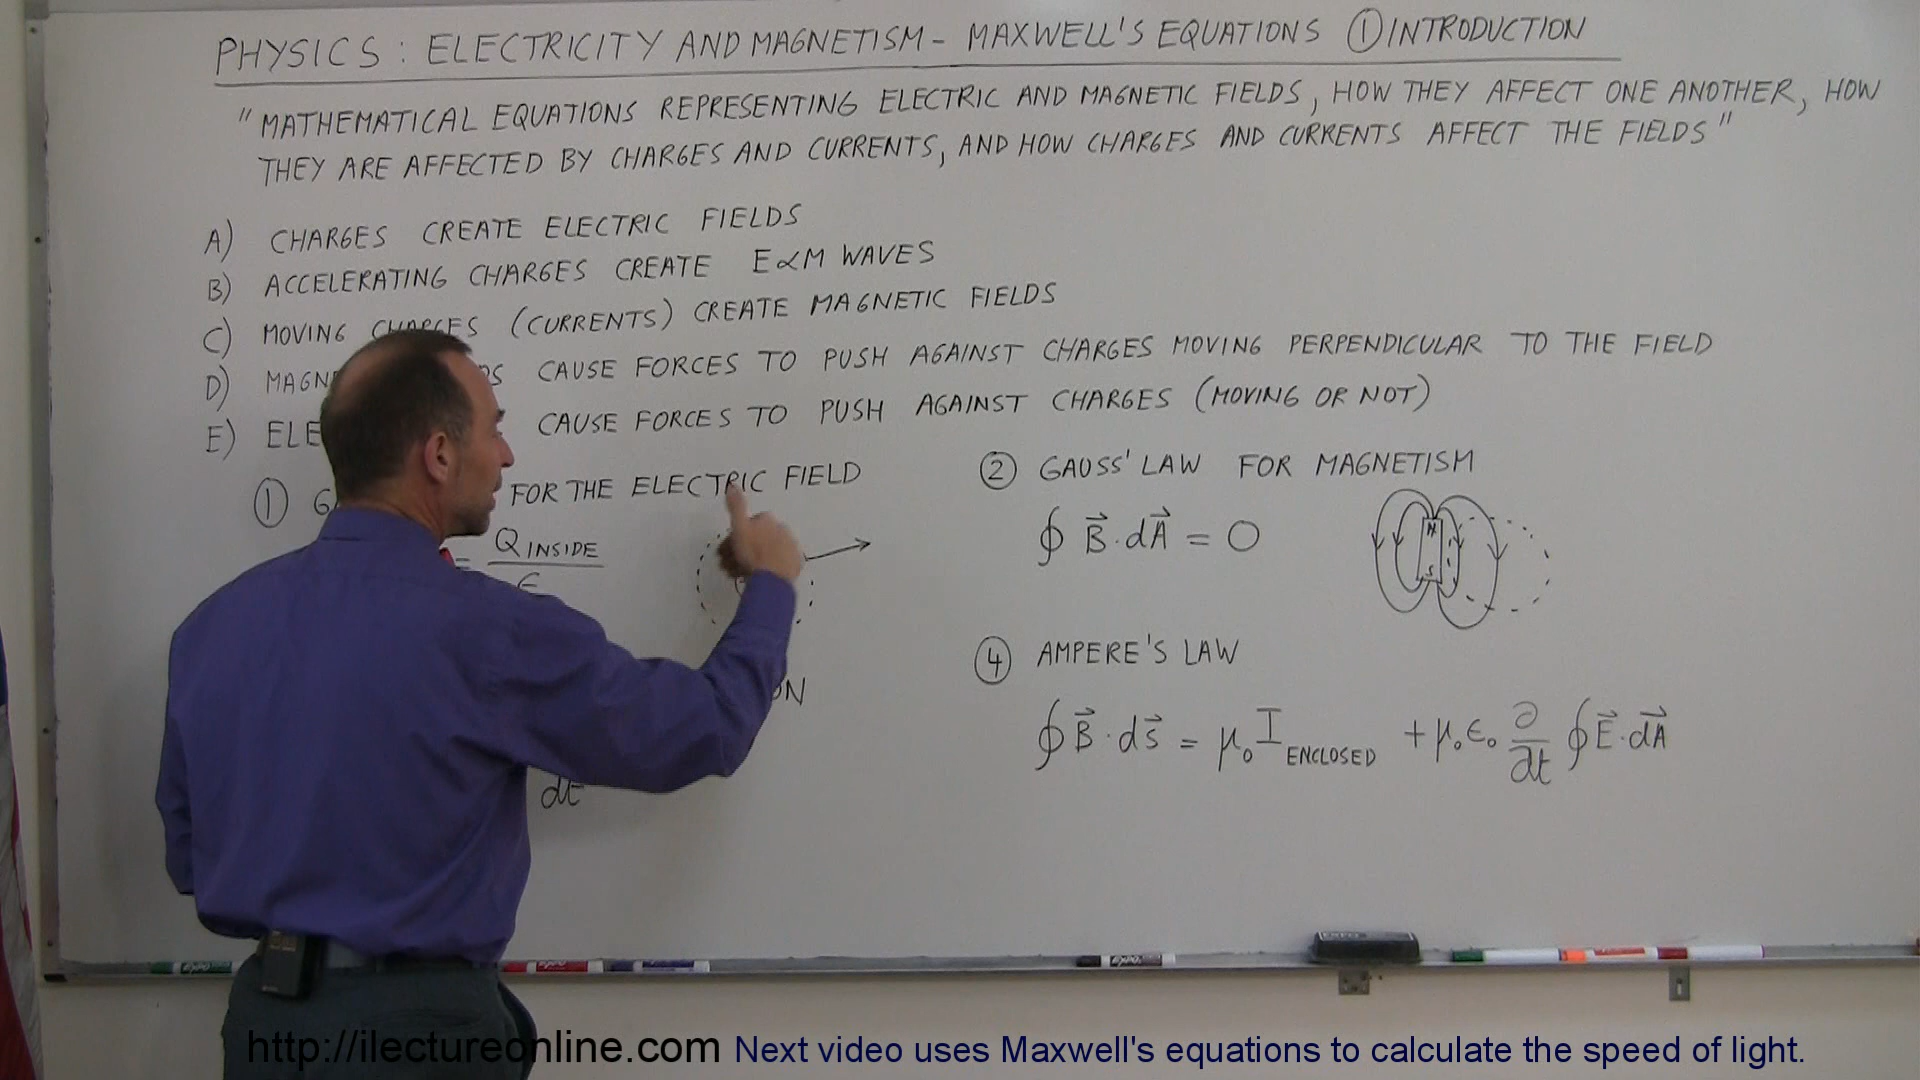 PHYSICS: ELECTRICITY AND MAGNETISM - MAXWELL'S EQUATIONS ① INTRODUCTION
"MATHEMATICAL EQUATIONS REPRESENTING ELECTRIC AND MAGNETIC FIELDS, HOW THEY AFFECT ONE ANOTHER, HOW
THEY ARE AFFECTED BY CHARGES AND CURRENTS, AND HOW CHARGES AND CURRENTS AFFECT THE FIELDS"
A) CHARGES CREATE ELECTRIC FIELDS
B) ACCELERATING CHARGES CREATE E&M WAVES
C) MOVING CHARGES (CURRENTS) CREATE MAGNETIC FIELDS
D) CAUSE FORCES TO PUSH AGAINST CHARGES MOVING PERPENDICULAR TO THE FIELD
E) CAUSE FORCES TO PUSH AGAINST CHARGES (MOVING OR NOT)
① FOR THE ELECTRIC FIELD
= Q INSIDE
dt
② GAUSS' LAW FOR MAGNETISM
∮ B⃗ · dA⃗ = 0
N
S
④ AMPERE'S LAW
∮ B⃗ · ds⃗ = μ₀ I ENCLOSED + μ₀ε₀ ∂/∂t ∮ E⃗ · dA⃗
http://ilectureonline.com Next video uses Maxwell's equations to calculate the speed of light.